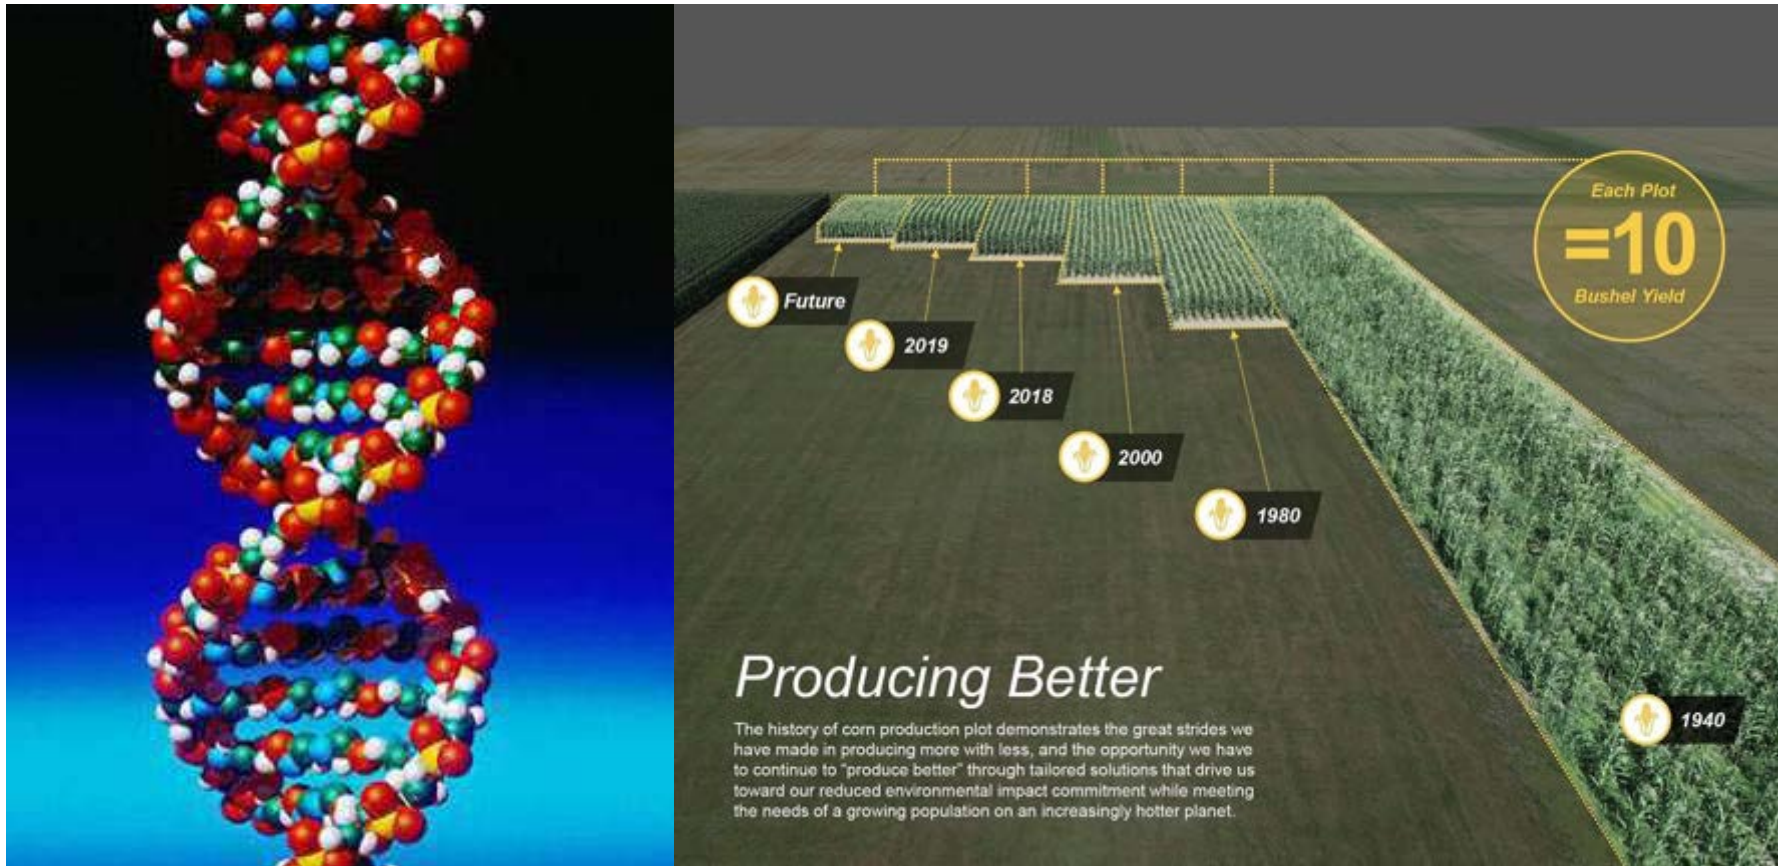 Each Plot
=10
Bushel Yield
Future
2019
2018
2000
1980
1940
Producing Better
The history of corn production plot demonstrates the great strides we
have made in producing more with less, and the opportunity we have
to continue to "produce better" through tailored solutions that drive us
toward our reduced environmental impact commitment while meeting
the needs of a growing population on an increasingly hotter planet.